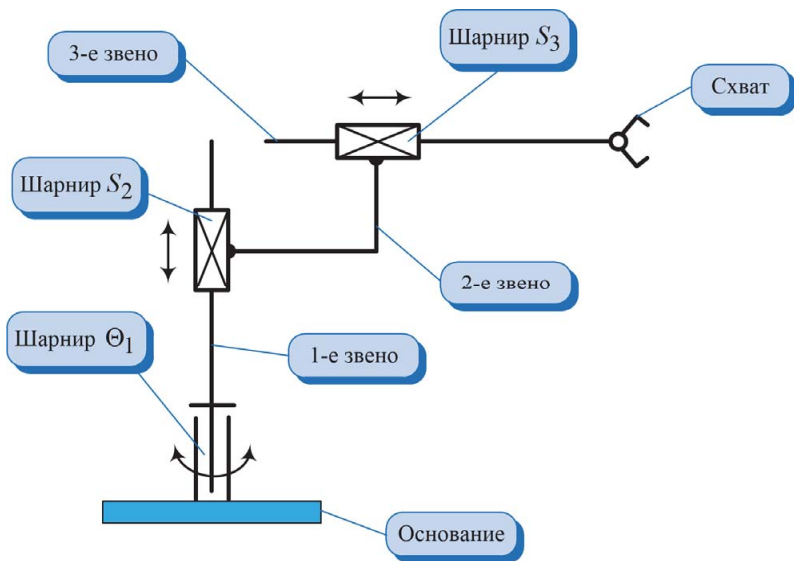 3-е звено
Шарнир S3
Схват
Шарнир S2
2-е звено
Шарнир Θ1
1-е звено
Основание